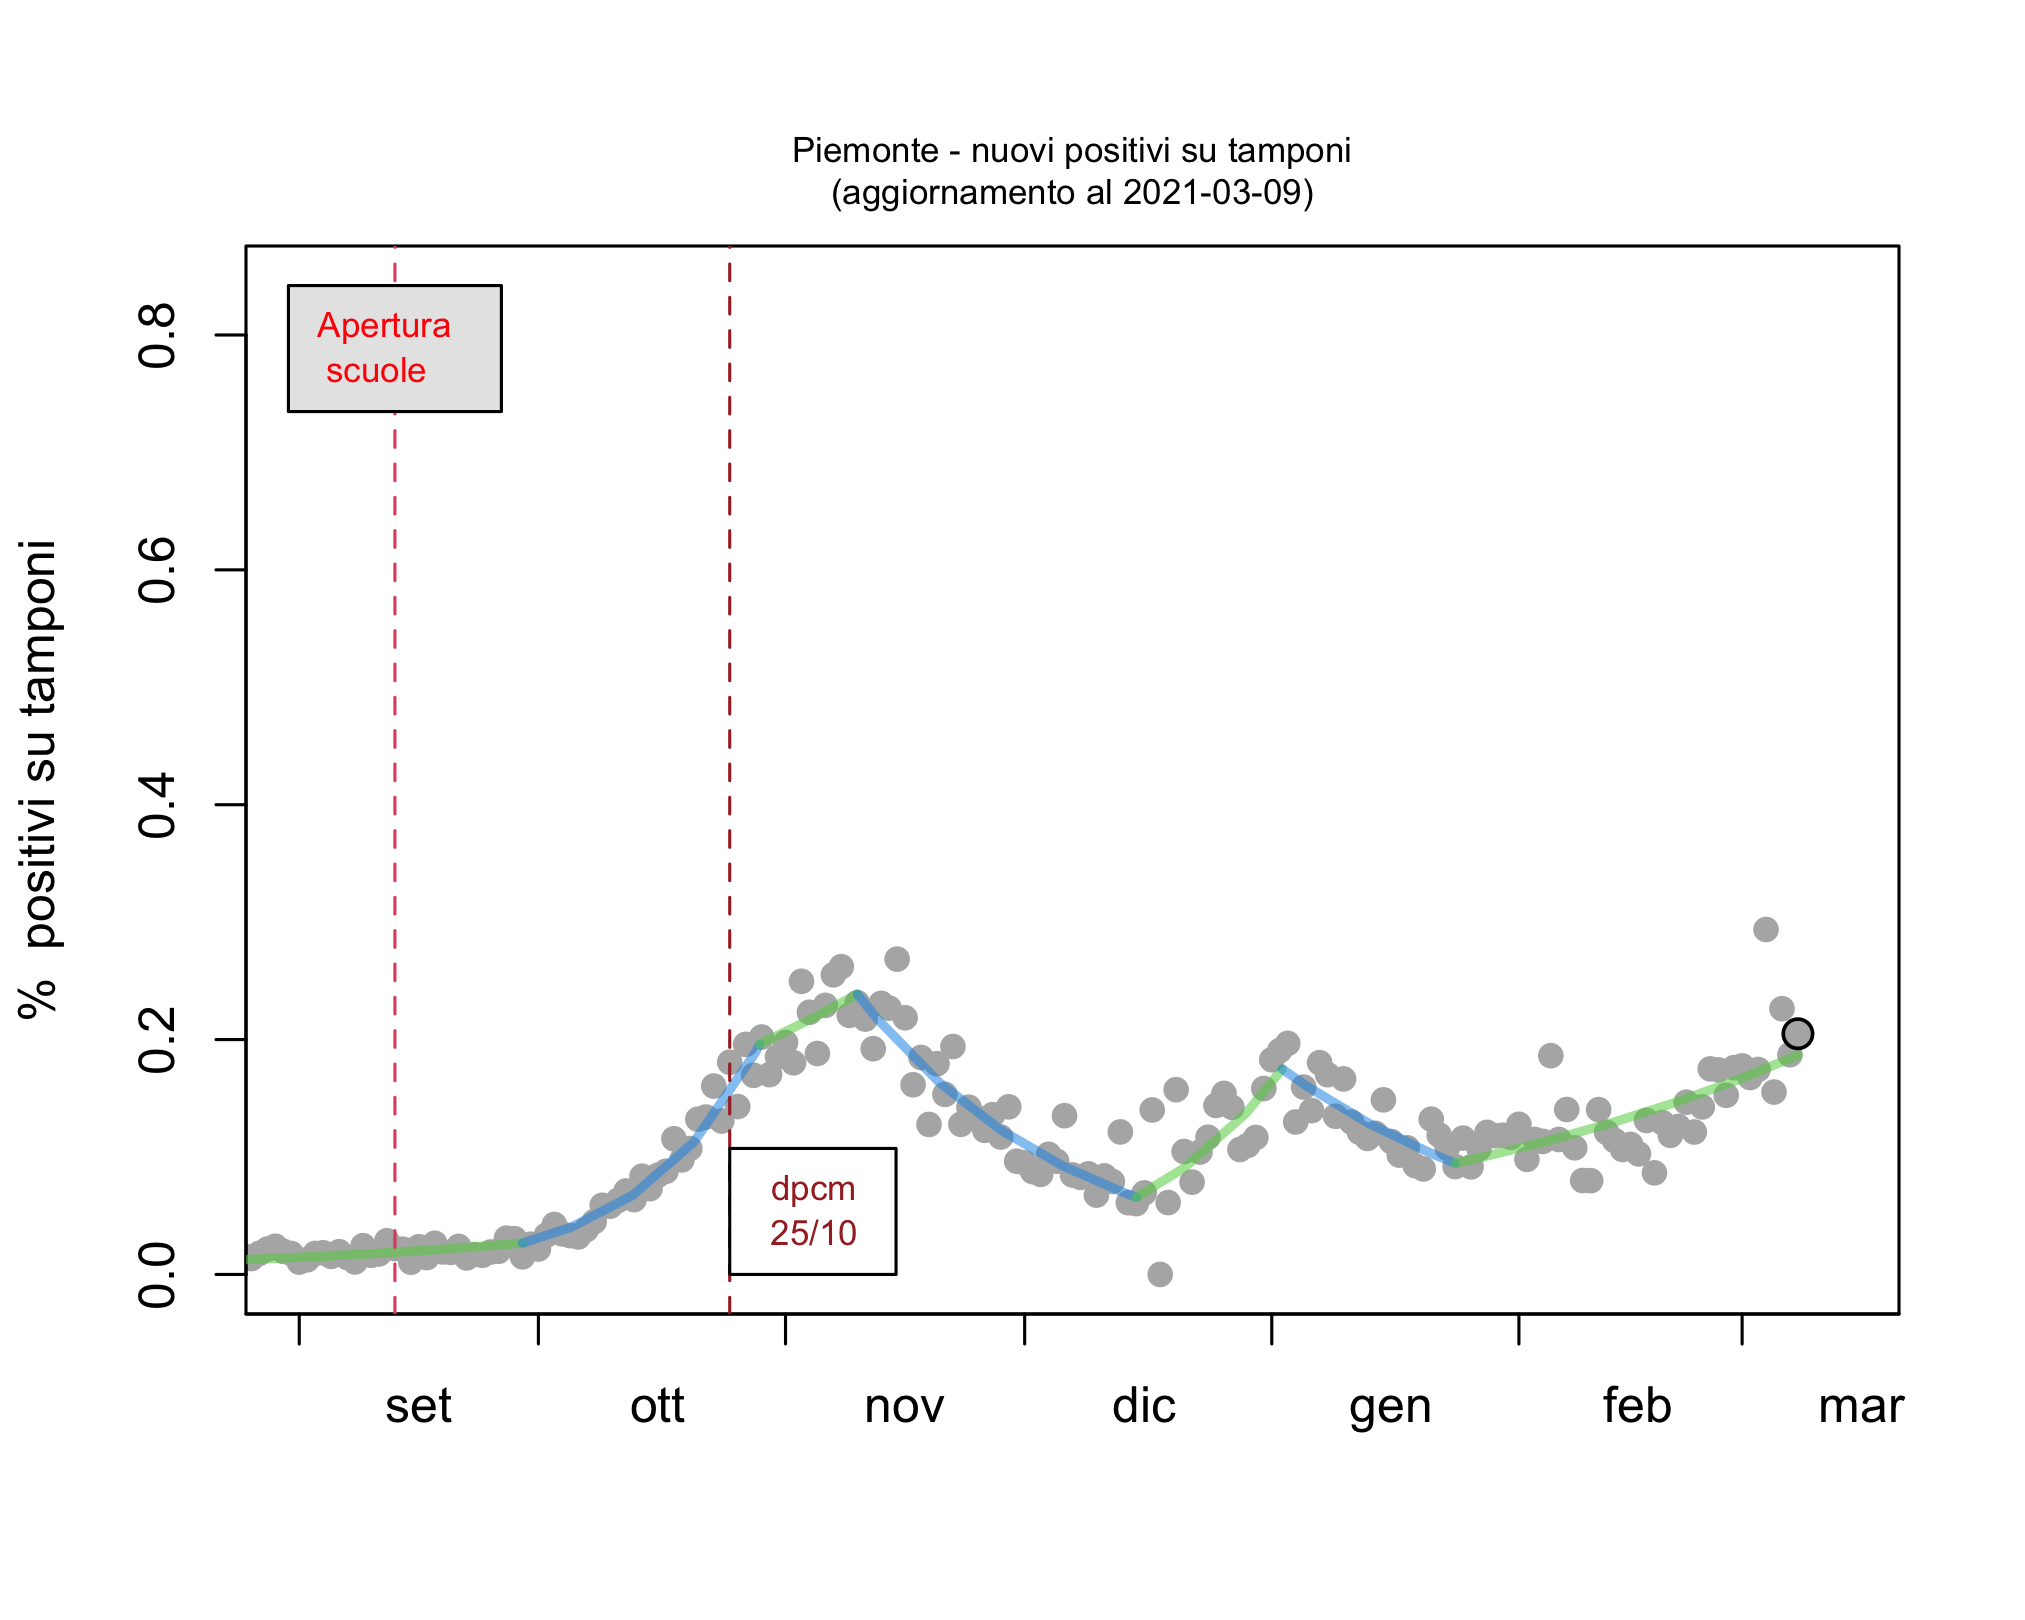 Piemonte - nuovi positivi su tamponi
(aggiornamento al 2021-03-09)
Apertura
scuole
dpcm
25/10
% positivi su tamponi
0.8
0.6
0.4
0.2
0.0
set ott nov dic gen feb mar